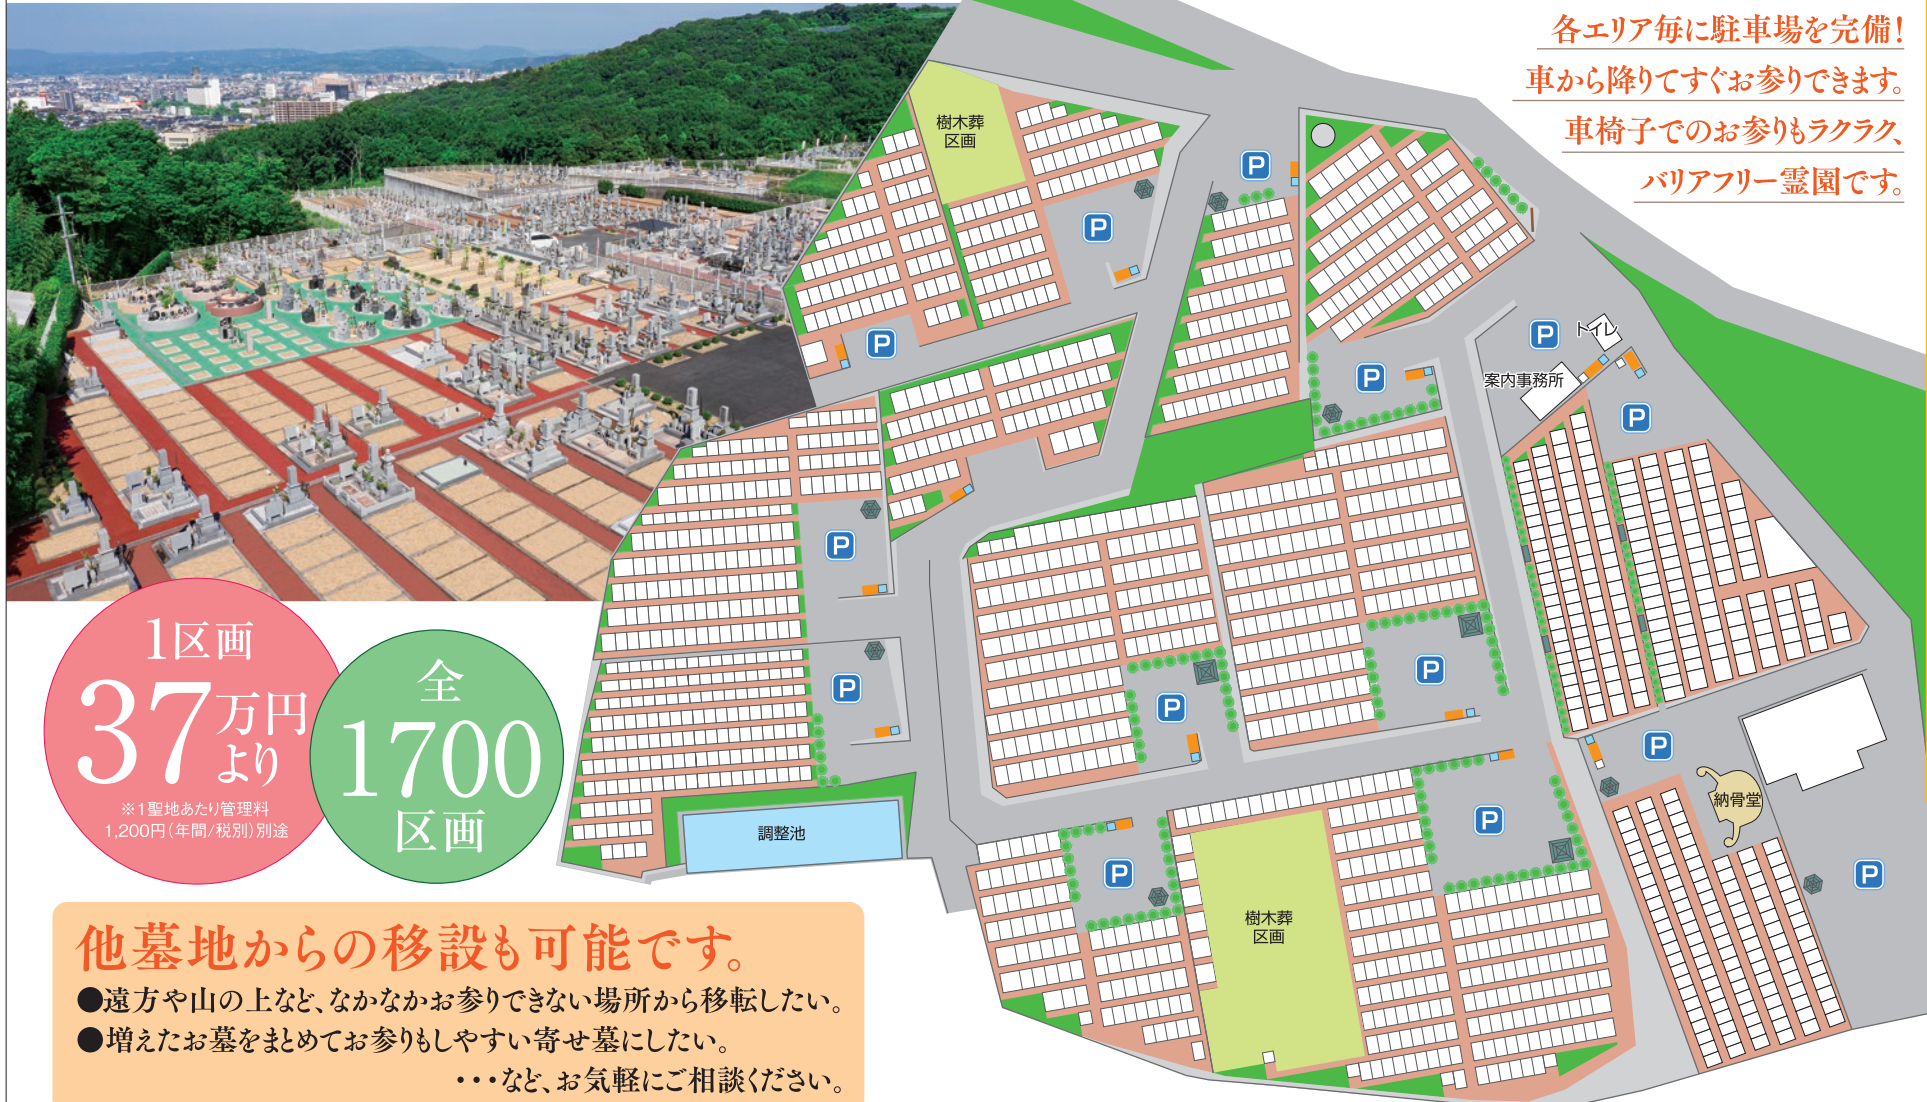 各エリア毎に駐車場を完備！
車から降りてすぐお参りできます。
車椅子でのお参りもラクラク、
バリアフリー霊園です。
樹木葬
区画
P
P
P
P
P
トイレ
案内事務所
P
P
P
P
P
P
P
納骨堂
P
P
P
調整池
樹木葬
区画
1区画
37万円
より
※1聖地あたり管理料
1,200円（年間/税別）別途
全
1700
区画
他墓地からの移設も可能です。
●遠方や山の上など、なかなかお参りできない場所から移転したい。
●増えたお墓をまとめてお参りもしやすい寄せ墓にしたい。
・・・など、お気軽にご相談ください。